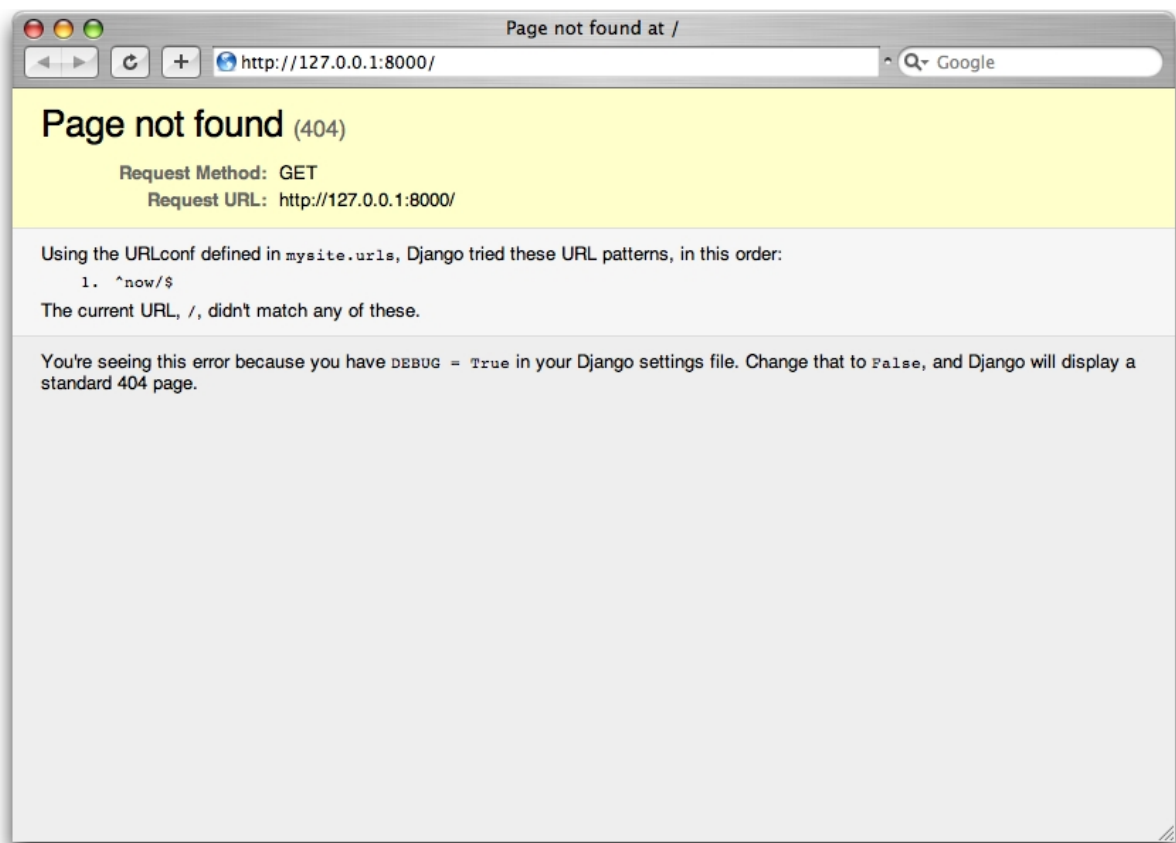 Page not found at /
http://127.0.0.1:8000/
Google
Page not found (404)
Request Method: GET
Request URL: http://127.0.0.1:8000/
Using the URLconf defined in mysite.urls, Django tried these URL patterns, in this order:
1. ^now/$
The current URL, /, didn't match any of these.
You're seeing this error because you have DEBUG = True in your Django settings file. Change that to False, and Django will display a
standard 404 page.